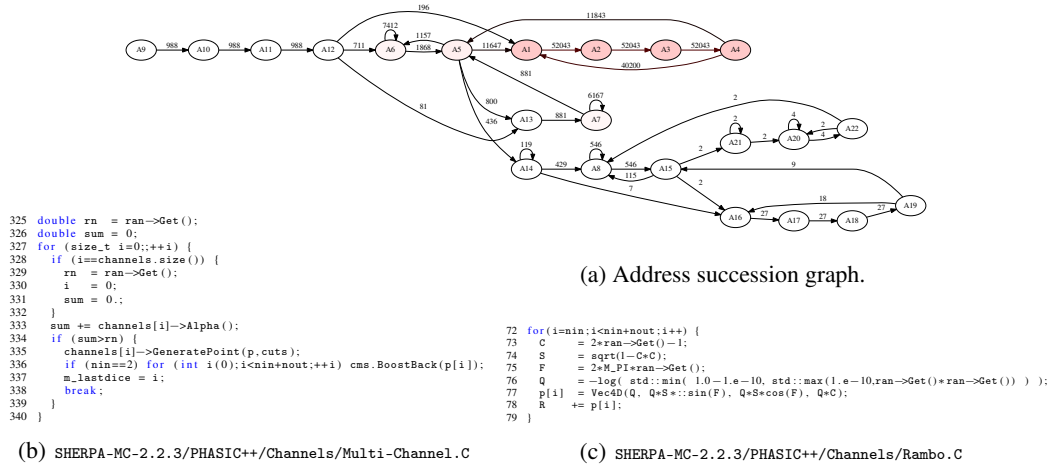 196
11843
7412
1157
A9 988 A10 988 A11 988 A12 711 A6 1868 A5 11647 A1 52043 A2 52043 A3 52043 A4
40200
881
6167
81
800
436
A13 881 A7
2
2
4
2
A22
A21 2 A20 4
119
546
A14 429 A8 546 A15
115
2
9
7
2
18
A16 27 A17 27 A18 27 A19
(a) Address succession graph.
325 double rn = ran->Get();
326 double sum = 0;
327 for (size_t i=0;;++i) {
328 if (i==channels.size()) {
329 rn = ran->Get();
330 i = 0;
331 sum = 0.;
332 }
333 sum += channels[i]->Alpha();
334 if (sum>rn) {
335 channels[i]->GeneratePoint(p,cuts);
336 if (nin==2) for (int i(0);i<nin+nout;++i) cms.BoostBack(p[i]);
337 m_lastdice = i;
338 break;
339 }
340 }
(b) SHERPA-MC-2.2.3/PHASIC++/Channels/Multi-Channel.C
72 for(i=nin;i<nin+nout;i++) {
73 C = 2*ran->Get()-1;
74 S = sqrt(1-C*C);
75 F = 2*M_PI*ran->Get();
76 Q = -log( std::min( 1.0-1.e-10, std::max(1.e-10,ran->Get()*ran->Get()) ) );
77 p[i] = Vec4D(Q, Q*S*::sin(F), Q*S*cos(F), Q*C);
78 R += p[i];
79 }
(c) SHERPA-MC-2.2.3/PHASIC++/Channels/Rambo.C